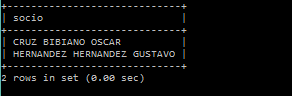 +----------------------------+
| socio                      |
+----------------------------+
| CRUZ BIBIANO OSCAR         |
| HERNANDEZ HERNANDEZ GUSTAVO |
+----------------------------+
2 rows in set (0.00 sec)